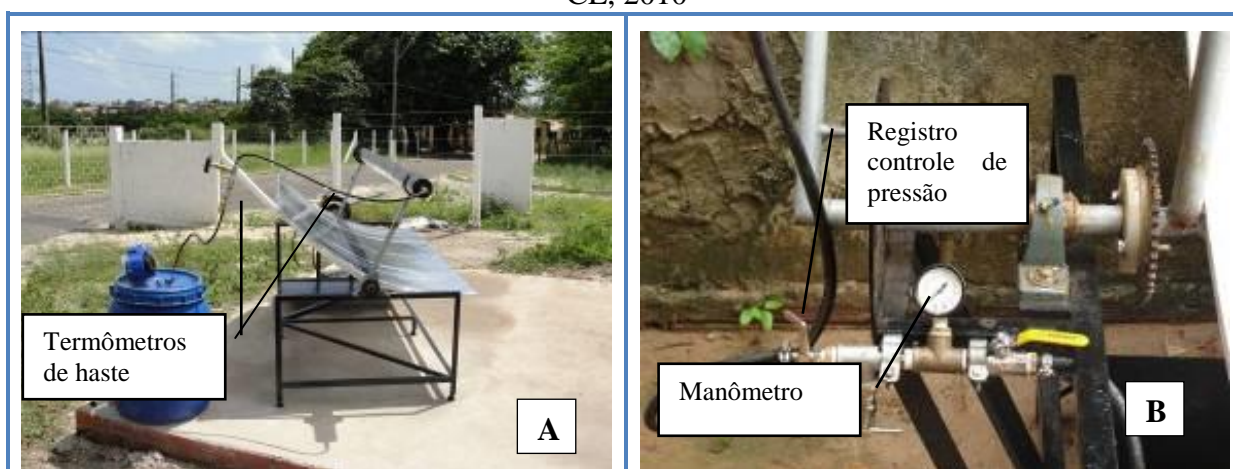 CE, 2010
Termômetros
de haste
A
Registro
controle de
pressão
Manômetro
B